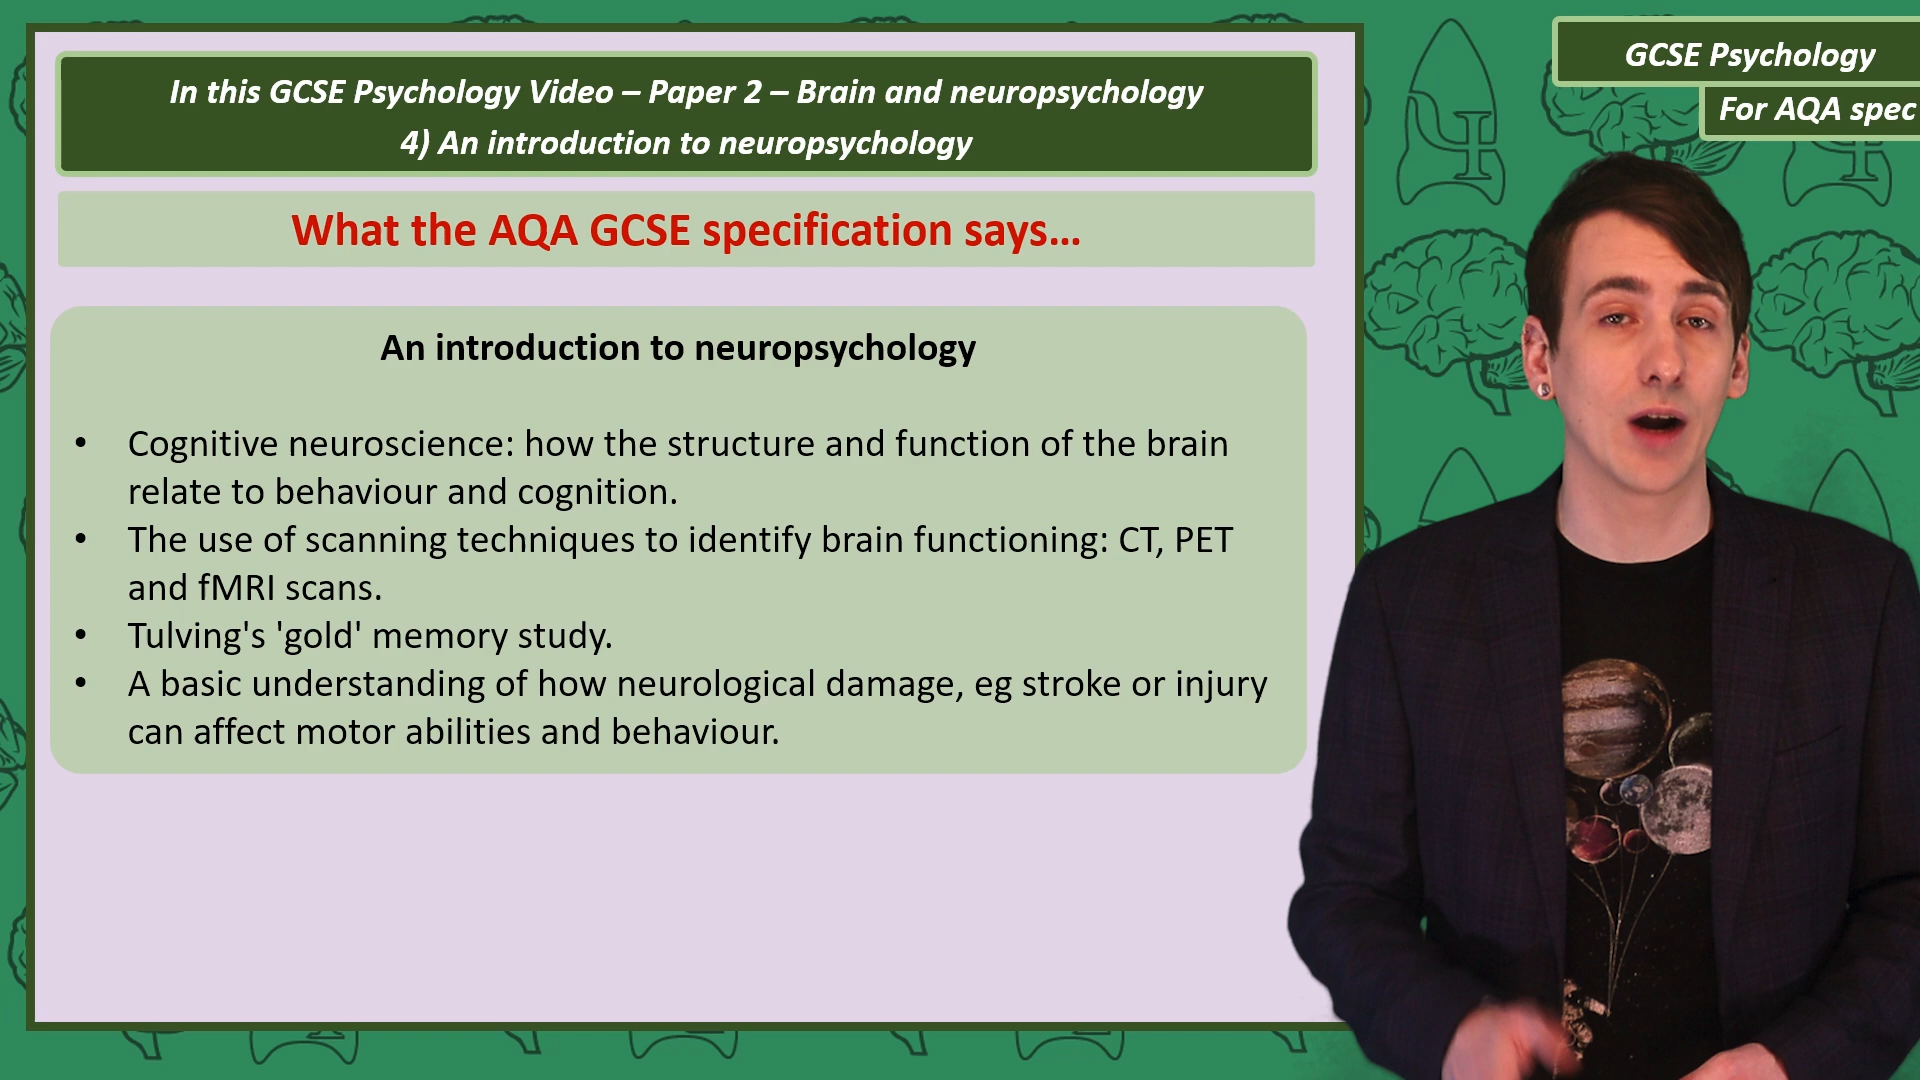 In this GCSE Psychology Video – Paper 2 – Brain and neuropsychology
4) An introduction to neuropsychology
GCSE Psychology
For AQA spec
What the AQA GCSE specification says...
An introduction to neuropsychology
• Cognitive neuroscience: how the structure and function of the brain
relate to behaviour and cognition.
• The use of scanning techniques to identify brain functioning: CT, PET
and fMRI scans.
• Tulving's 'gold' memory study.
• A basic understanding of how neurological damage, eg stroke or injury
can affect motor abilities and behaviour.